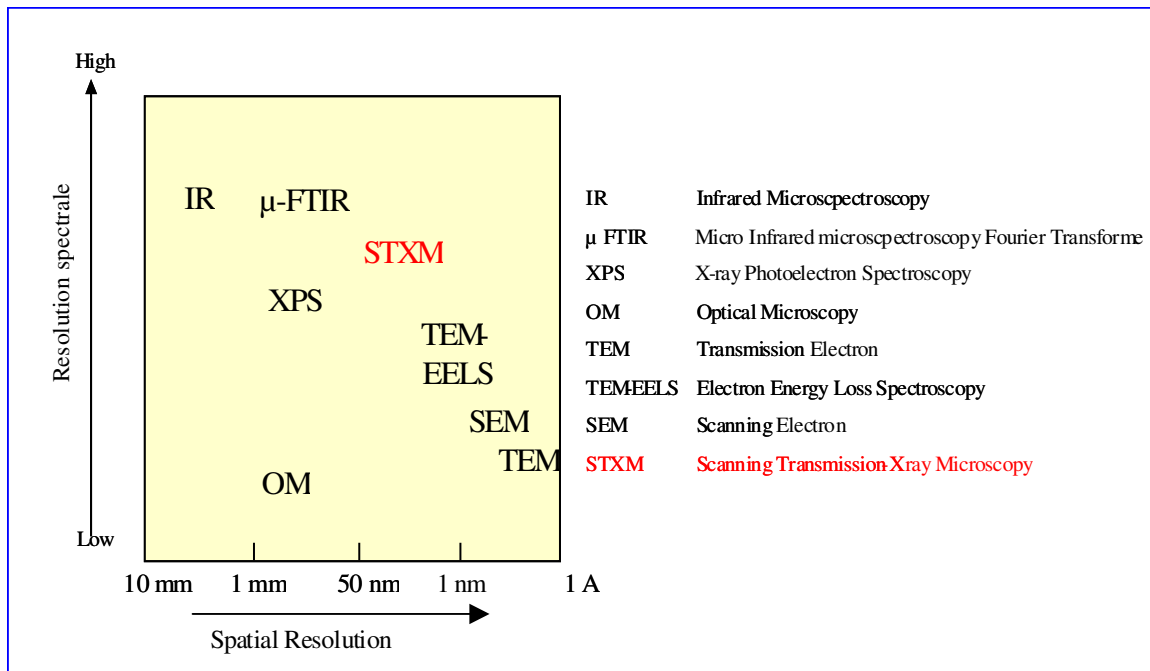 High
Resolution spectrale
Low
IR
μ-FTIR
STXM
XPS
TEM-
EELS
SEM
TEM
OM
10 mm 1 mm 50 nm 1 nm 1 A
Spatial Resolution
IR Infrared Microscpectroscopy
μ FTIR Micro Infrared microscpectroscopy Fourier Transforme
XPS X-ray Photoelectron Spectroscopy
OM Optical Microscopy
TEM Transmission Electron
TEM-EELS Electron Energy Loss Spectroscopy
SEM Scanning Electron
STXM Scanning Transmission-Xray Microscopy